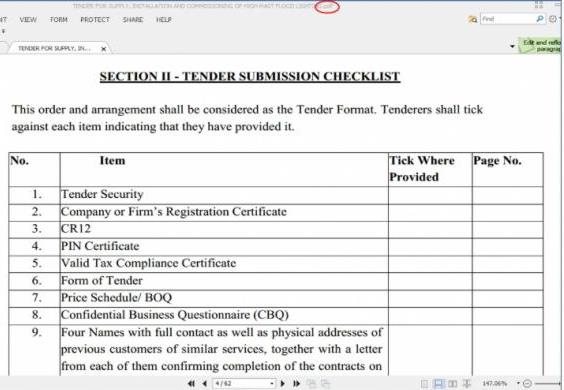 TENDER FOR SUPPLY, INSTALLATION AND COMMISSIONING OF HIGH MAST FLOOD LIGHTS .pdf
VIEW FORM PROTECT SHARE HELP
Find
TENDER FOR SUPPLY, IN... x
Edit and reflo
paragrap
SECTION II - TENDER SUBMISSION CHECKLIST
This order and arrangement shall be considered as the Tender Format. Tenderers shall tick
against each item indicating that they have provided it.
No. Item Tick Where Page No.
Provided
1. Tender Security
2. Company or Firm’s Registration Certificate
3. CR12
4. PIN Certificate
5. Valid Tax Compliance Certificate
6. Form of Tender
7. Price Schedule/ BOQ
8. Confidential Business Questionnaire (CBQ)
9. Four Names with full contact as well as physical addresses of
previous customers of similar services, together with a letter
from each of them confirming completion of the contracts on
4/62 147.06%